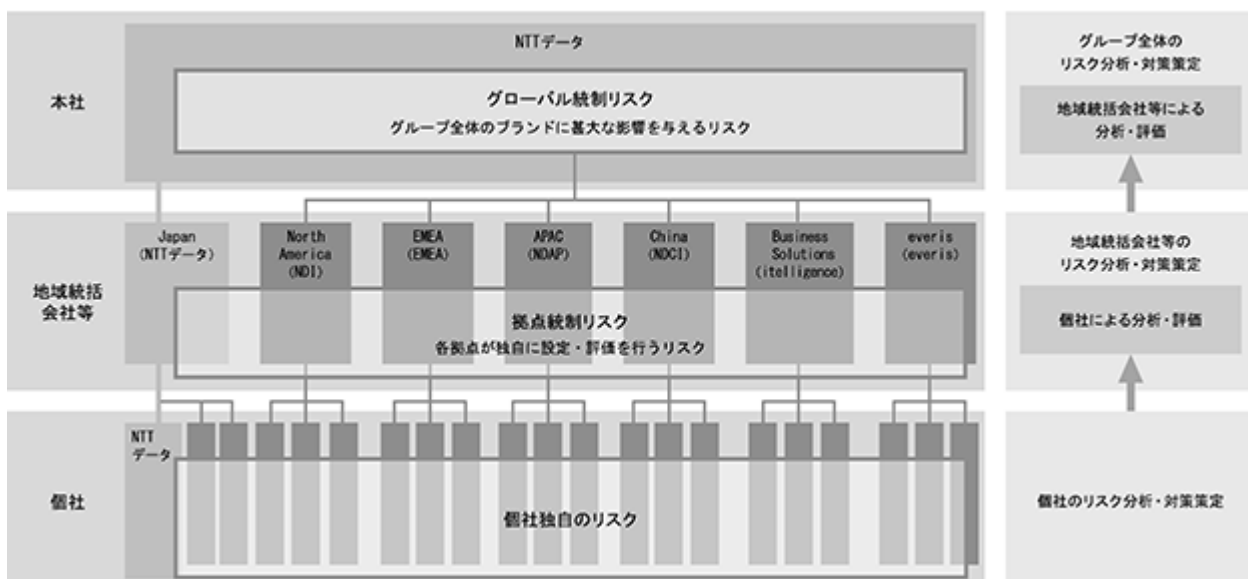 本社
NTTデータ
グローバル統制リスク
グループ全体のブランドに甚大な影響を与えるリスク
グループ全体の
リスク分析・対策策定
地域統括会社等による
分析・評価
地域統括
会社等
Japan
(NTTデータ)
North
America
(NDI)
EMEA
(EMEA)
APAC
(NDAP)
China
(NDCI)
Business
Solutions
(itelligence)
everis
(everis)
拠点統制リスク
各拠点が独自に設定・評価を行うリスク
地域統括会社等の
リスク分析・対策策定
個社による分析・評価
個社
NTT
データ
個社独自のリスク
個社のリスク分析・対策策定